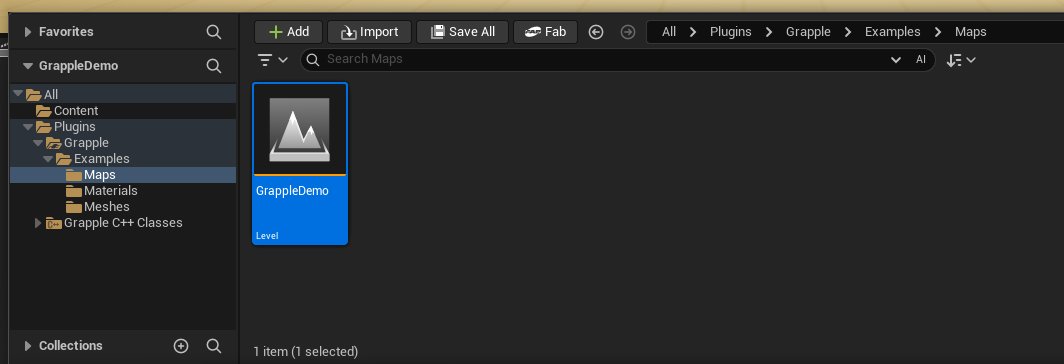 Favorites
Add Import Save All Fab All Plugins Grapple Examples Maps
GrappleDemo
Search Maps AI
All
Content
Plugins
Grapple
Examples
Maps
Materials
Meshes
C++ Grapple C++ Classes
GrappleDemo
Level
Collections
1 item (1 selected)